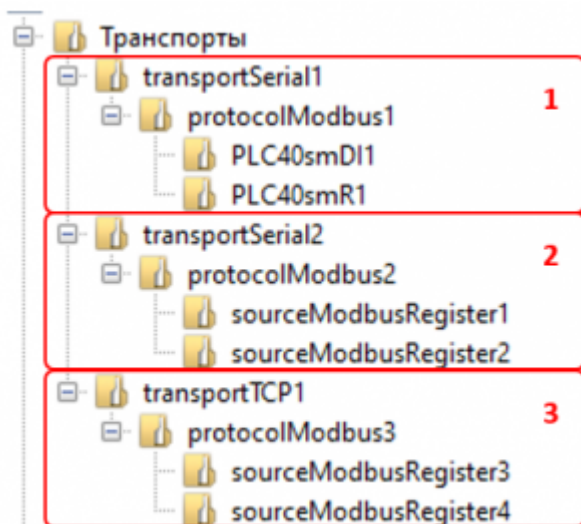 Транспорты
transportSerial1
1
protocolModbus1
PLC40smDI1
PLC40smR1
transportSerial2
2
protocolModbus2
sourceModbusRegister1
sourceModbusRegister2
transportTCP1
3
protocolModbus3
sourceModbusRegister3
sourceModbusRegister4